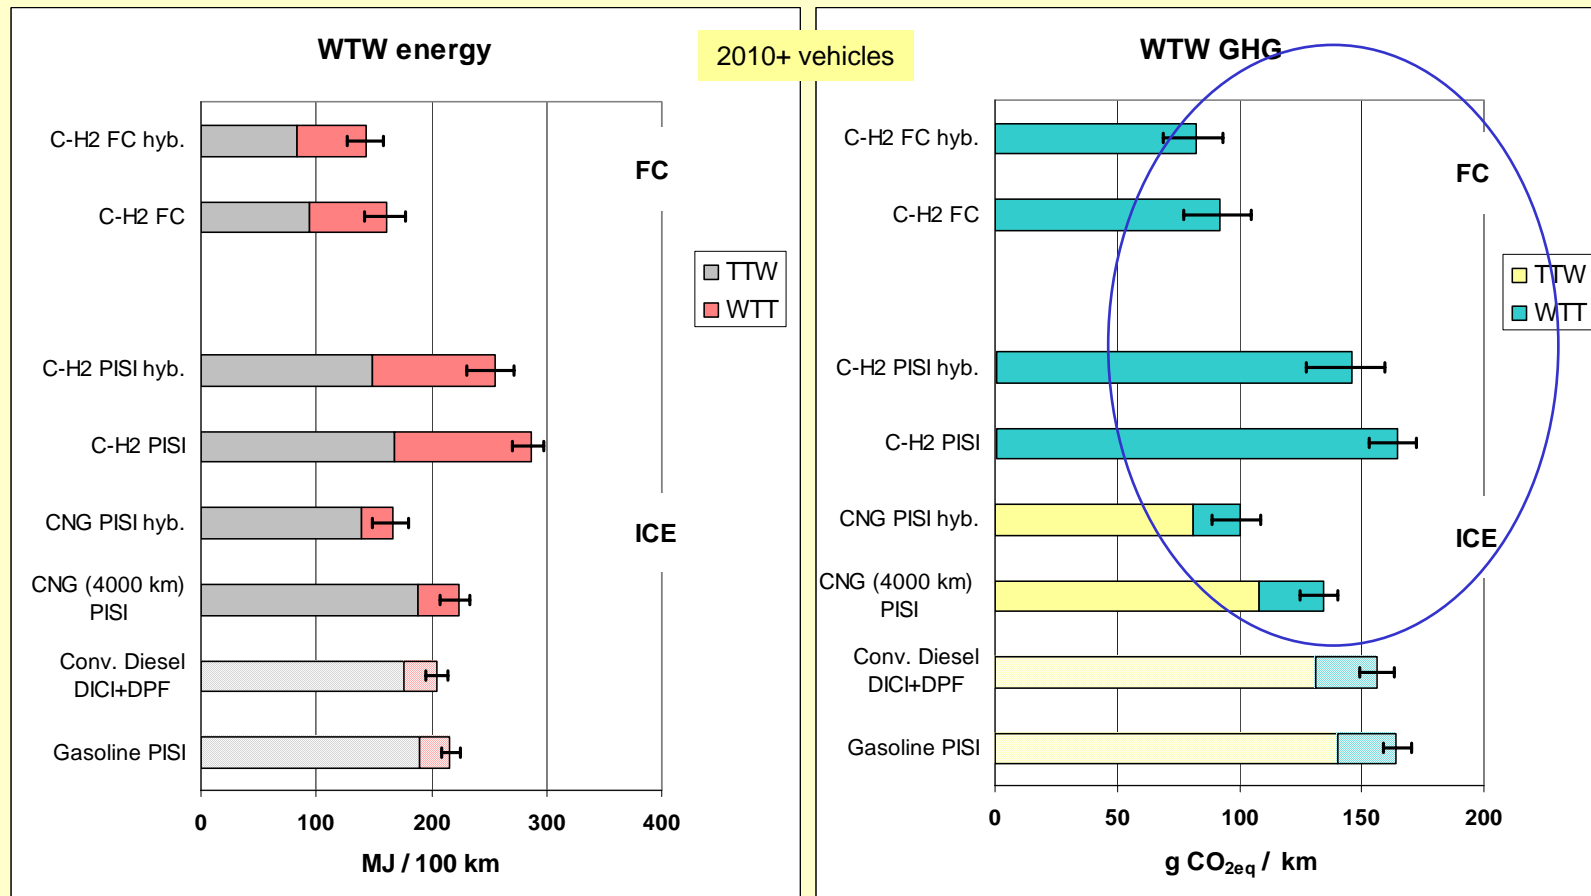 2010+ vehicles
WTW energy
C-H2 FC hyb.
C-H2 FC
C-H2 PISI hyb.
C-H2 PISI
CNG PISI hyb.
CNG (4000 km)
PISI
Conv. Diesel
DICI+DPF
Gasoline PISI
FC
TTW
WTT
ICE
0 100 200 300 400
MJ / 100 km
WTW GHG
C-H2 FC hyb.
C-H2 FC
C-H2 PISI hyb.
C-H2 PISI
CNG PISI hyb.
CNG (4000 km)
PISI
Conv. Diesel
DICI+DPF
Gasoline PISI
FC
TTW
WTT
ICE
0 50 100 150 200
g CO2eq / km